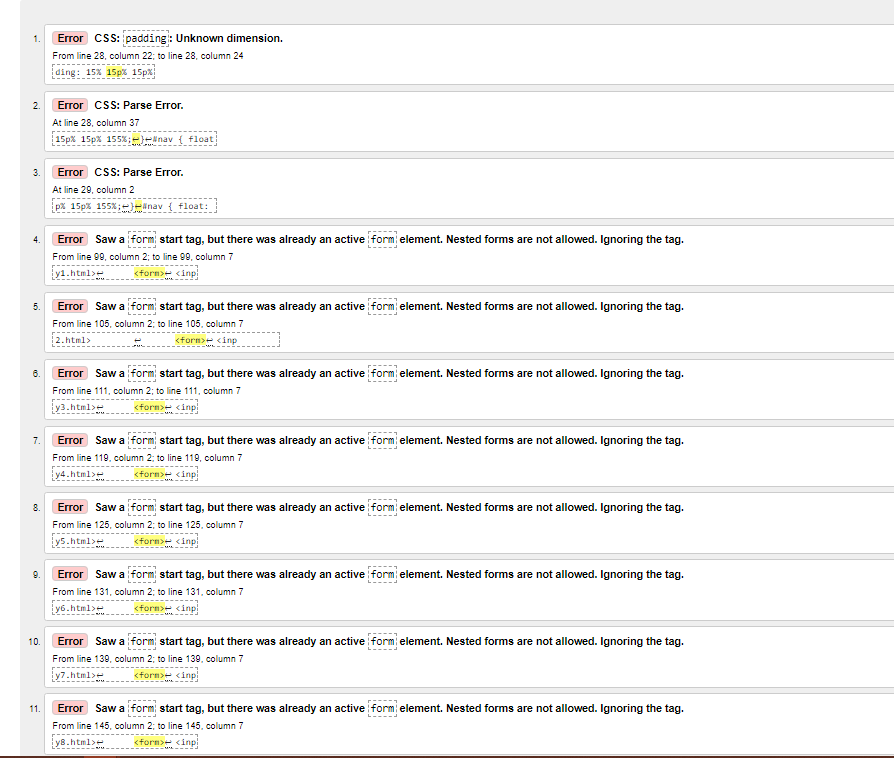 1. Error CSS: padding: Unknown dimension.
From line 28, column 22; to line 28, column 24
ding: 15% 15p% 15p%
2. Error CSS: Parse Error.
At line 28, column 37
15p% 15p% 155%;↩}↩#nav { float
3. Error CSS: Parse Error.
At line 29, column 2
p% 15p% 155%;↩}↩#nav { float:
4. Error Saw a form start tag, but there was already an active form element. Nested forms are not allowed. Ignoring the tag.
From line 99, column 2; to line 99, column 7
y1.html>↩ <form>↩ <inp
5. Error Saw a form start tag, but there was already an active form element. Nested forms are not allowed. Ignoring the tag.
From line 105, column 2; to line 105, column 7
2.html> ↩ <form>↩ <inp
6. Error Saw a form start tag, but there was already an active form element. Nested forms are not allowed. Ignoring the tag.
From line 111, column 2; to line 111, column 7
y3.html>↩ <form>↩ <inp
7. Error Saw a form start tag, but there was already an active form element. Nested forms are not allowed. Ignoring the tag.
From line 119, column 2; to line 119, column 7
y4.html>↩ <form>↩ <inp
8. Error Saw a form start tag, but there was already an active form element. Nested forms are not allowed. Ignoring the tag.
From line 125, column 2; to line 125, column 7
y5.html>↩ <form>↩ <inp
9. Error Saw a form start tag, but there was already an active form element. Nested forms are not allowed. Ignoring the tag.
From line 131, column 2; to line 131, column 7
y6.html>↩ <form>↩ <inp
10. Error Saw a form start tag, but there was already an active form element. Nested forms are not allowed. Ignoring the tag.
From line 139, column 2; to line 139, column 7
y7.html>↩ <form>↩ <inp
11. Error Saw a form start tag, but there was already an active form element. Nested forms are not allowed. Ignoring the tag.
From line 145, column 2; to line 145, column 7
y8.html>↩ <form>↩ <inp